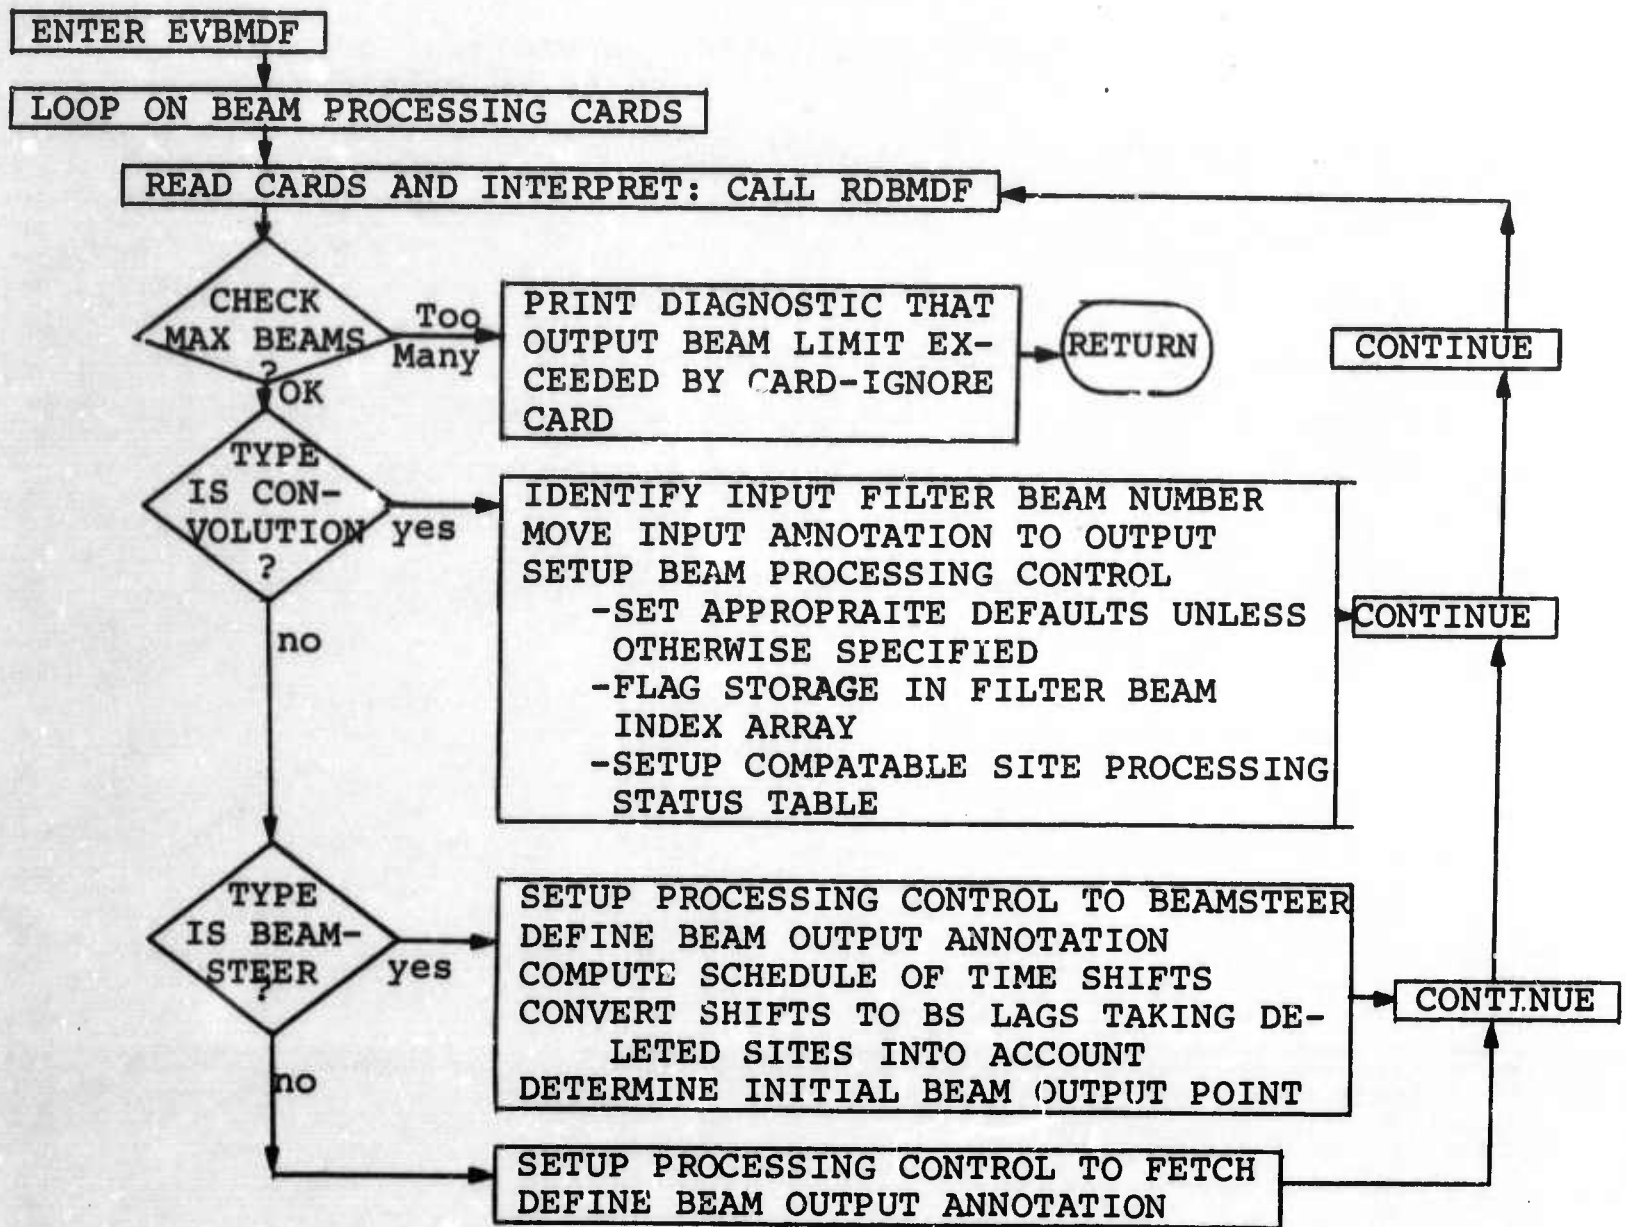 ENTER EVBMDF
LOOP ON BEAM PROCESSING CARDS
READ CARDS AND INTERPRET: CALL RDBMDF
CHECK
MAX BEAMS
?
Too
Many
PRINT DIAGNOSTIC THAT
OUTPUT BEAM LIMIT EX-
CEEDED BY CARD-IGNORE
CARD
RETURN
CONTINUE
OK
TYPE
IS CON-
VOLUTION
?
yes
IDENTIFY INPUT FILTER BEAM NUMBER
MOVE INPUT ANNOTATION TO OUTPUT
SETUP BEAM PROCESSING CONTROL
-SET APPROPRAITE DEFAULTS UNLESS
OTHERWISE SPECIFIED
-FLAG STORAGE IN FILTER BEAM
INDEX ARRAY
-SETUP COMPATABLE SITE PROCESSING
STATUS TABLE
CONTINUE
no
TYPE
IS BEAM-
STEER
?
yes
SETUP PROCESSING CONTROL TO BEAMSTEER
DEFINE BEAM OUTPUT ANNOTATION
COMPUTE SCHEDULE OF TIME SHIFTS
CONVERT SHIFTS TO BS LAGS TAKING DE-
LETED SITES INTO ACCOUNT
DETERMINE INITIAL BEAM OUTPUT POINT
CONTINUE
no
SETUP PROCESSING CONTROL TO FETCH
DEFINE BEAM OUTPUT ANNOTATION